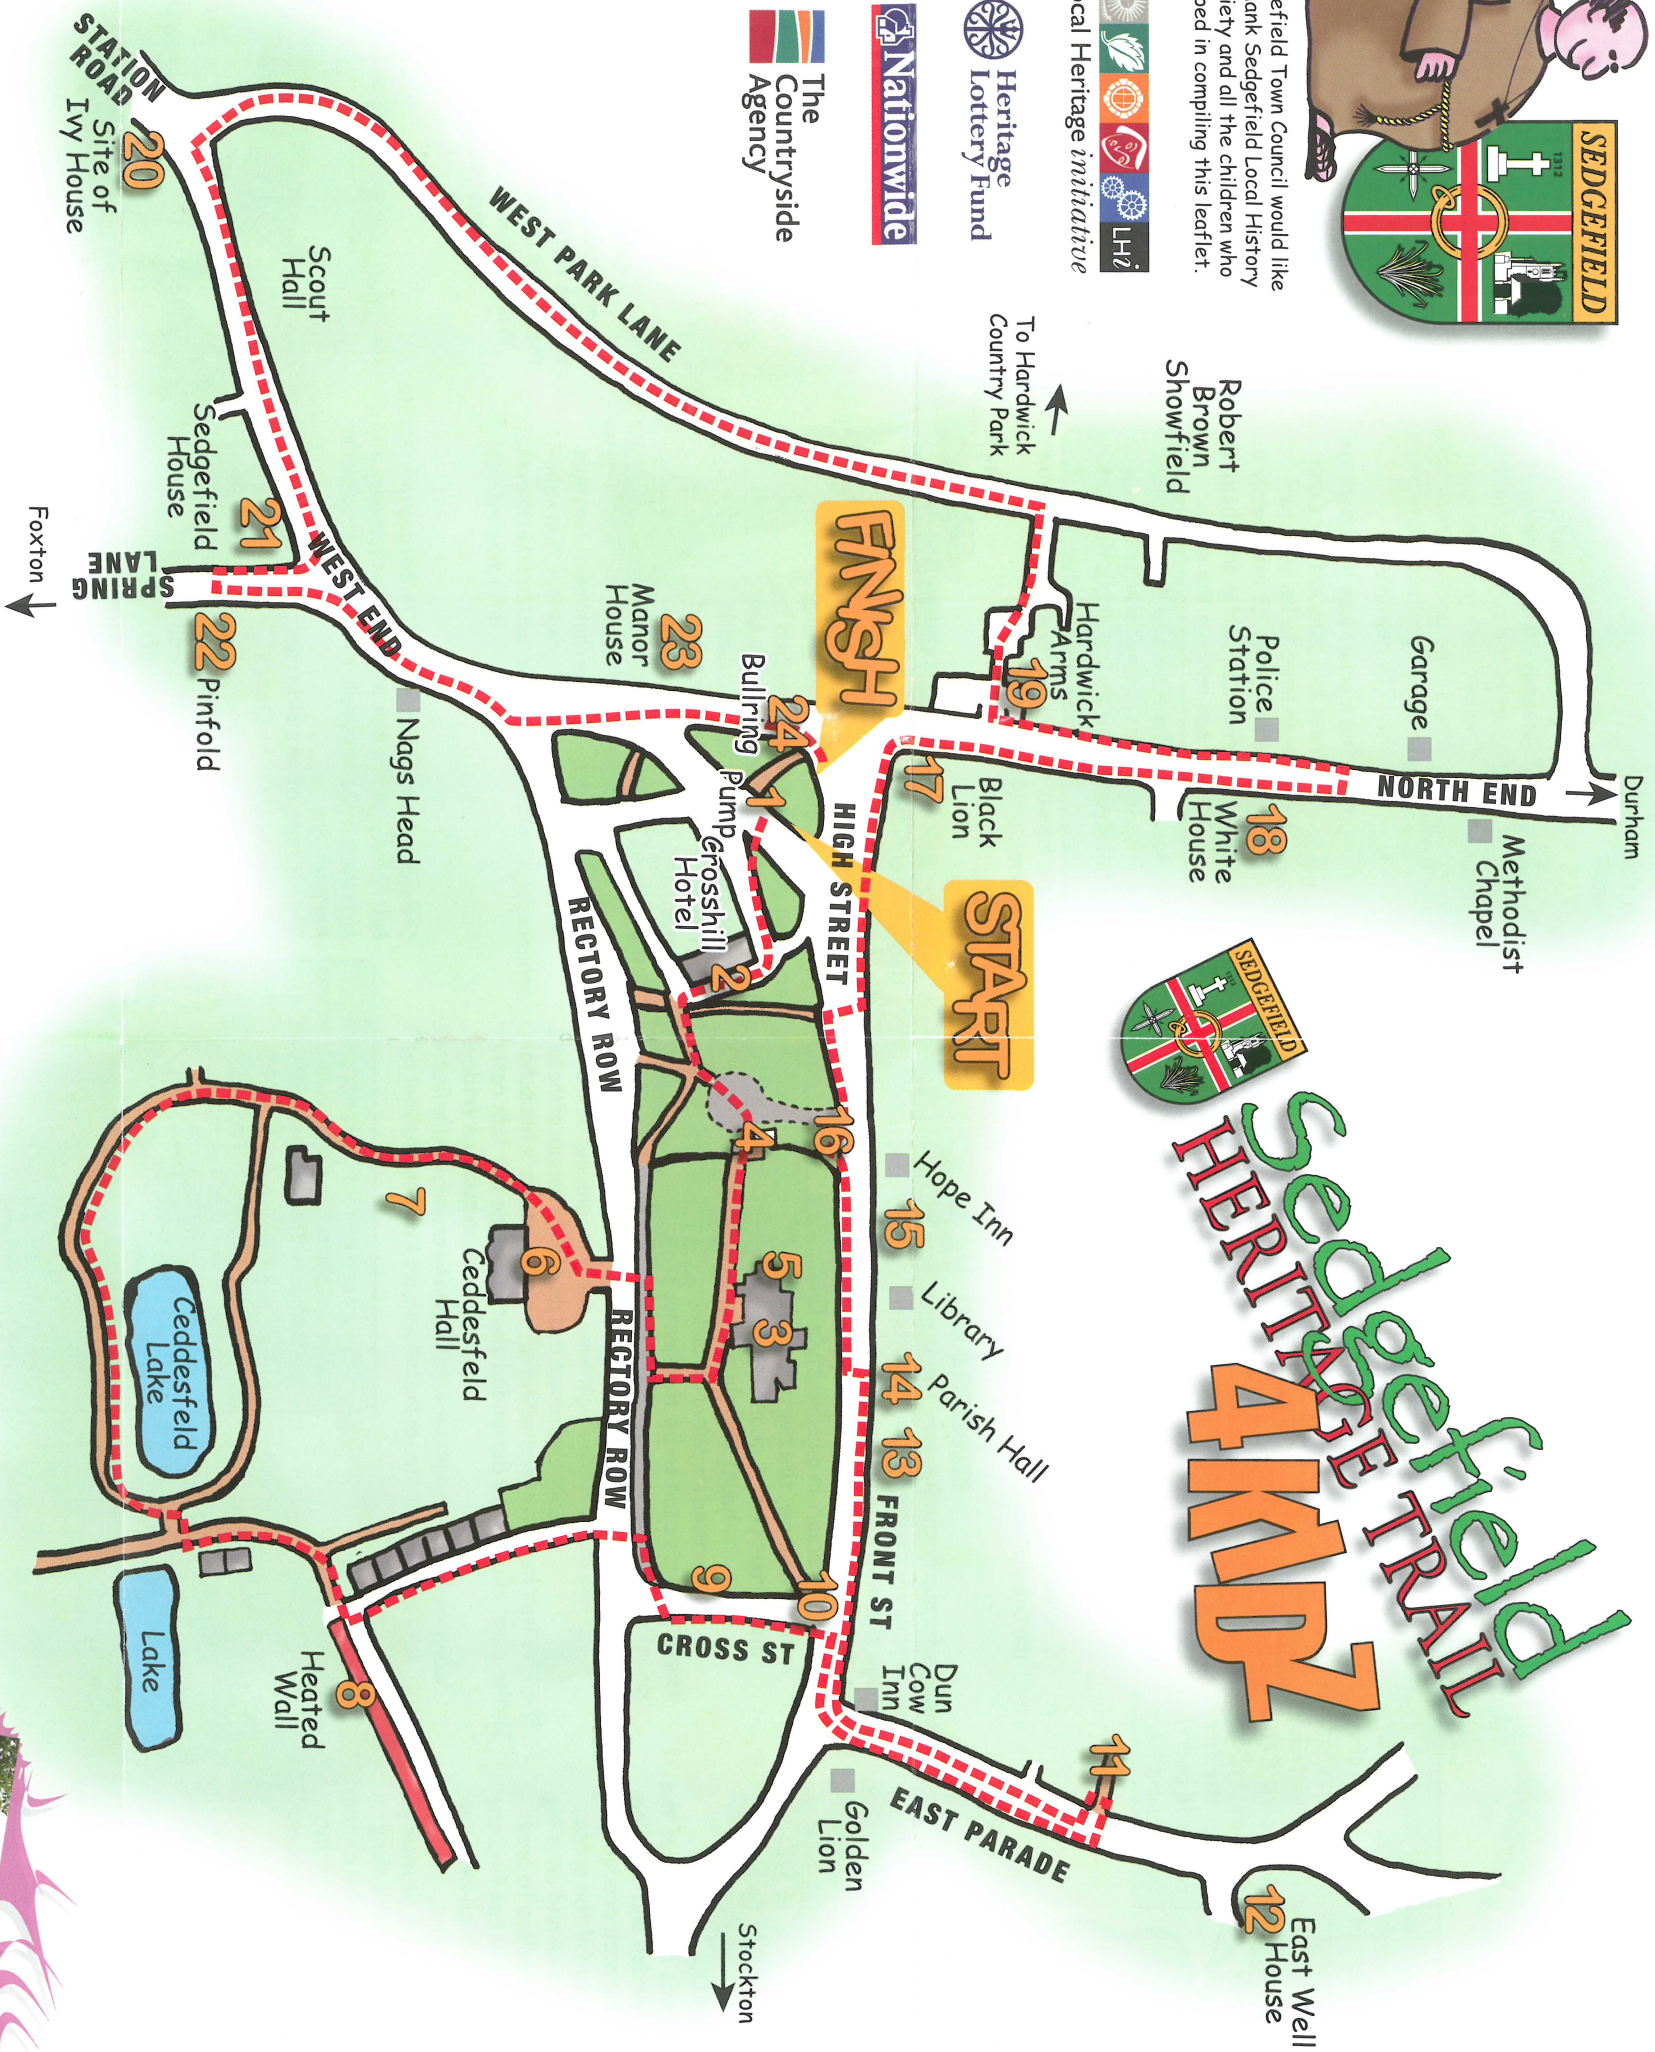 SEDGEFIELD
1312
efield Town Council would like
ank Sedgefield Local History
iety and all the children who
ped in compiling this leaflet.
LHi
cal Heritage initiative
Heritage
Lottery Fund
Nationwide
The
Countryside
Agency
SEDGEFIELD
1312
Sedgefield
HERITAGE TRAIL
4KIDZ
Durham
NORTH END
Methodist
Chapel
Garage
Police
Station
18
White
House
Robert
Brown
Showfield
To Hardwick
Country Park
Hardwick
Arms
19
Black
Lion
17
START
FINISH
HIGH STREET
WEST PARK LANE
24
Bullring
1
Pump
Crosshill
Hotel
2
23
Manor
House
Nags Head
WEST END
22
Pinfold
SPRING
LANE
Foxton
21
Sedgefield
House
Scout
Hall
20
Site of
Ivy House
STATION
ROAD
RECTORY ROW
16
4
5
3
Hope Inn
15
Library
14
Parish Hall
13
FRONT ST
6
Ceddesfeld
Hall
7
RECTORY ROW
Ceddesfeld
Lake
Lake
Heated
Wall
8
9
10
CROSS ST
Dun
Cow
Inn
11
EAST PARADE
Golden
Lion
12
East Well
House
Stockton